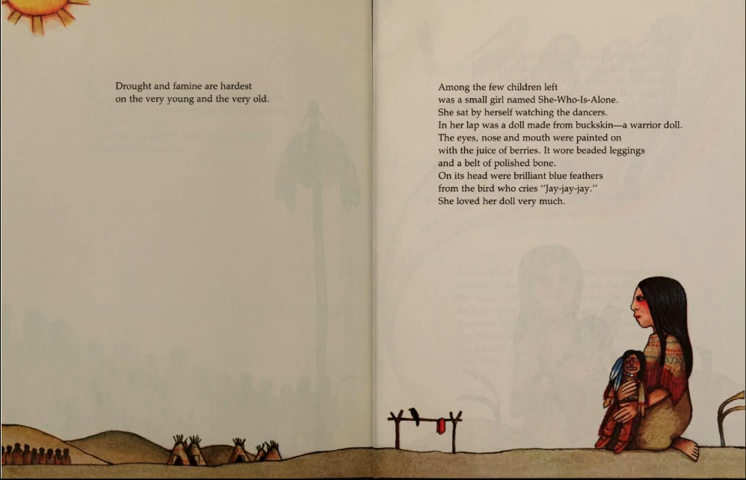 Drought and famine are hardest
on the very young and the very old.
Among the few children left
was a small girl named She-Who-Is-Alone.
She sat by herself watching the dancers.
In her lap was a doll made from buckskin—a warrior doll.
The eyes, nose and mouth were painted on
with the juice of berries. It wore beaded leggings
and a belt of polished bone.
On its head were brilliant blue feathers
from the bird who cries “Jay-jay-jay.”
She loved her doll very much.